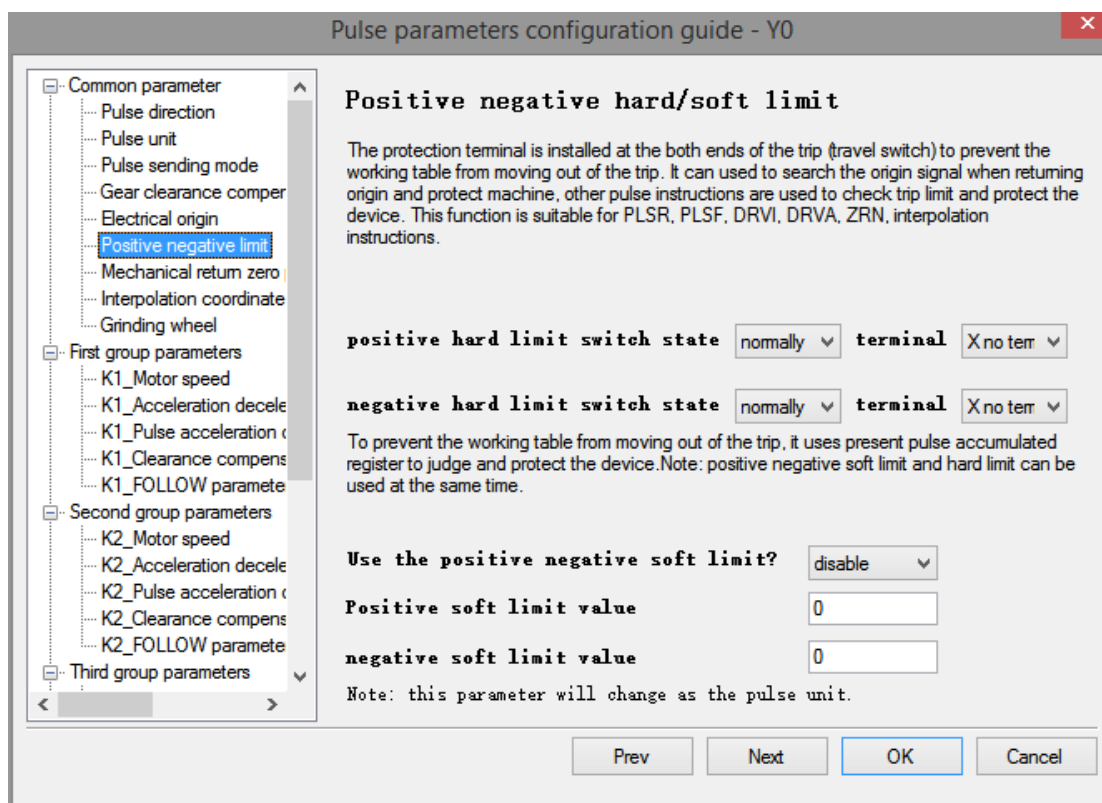 Pulse parameters configuration guide - Y0
Common parameter
Pulse direction
Pulse unit
Pulse sending mode
Gear clearance comper
Electrical origin
Positive negative limit
Mechanical return zero
Interpolation coordinate
Grinding wheel
First group parameters
K1_Motor speed
K1_Acceleration decele
K1_Pulse acceleration
K1_Clearance compens
K1_FOLLOW paramete
Second group parameters
K2_Motor speed
K2_Acceleration decele
K2_Pulse acceleration
K2_Clearance compens
K2_FOLLOW paramete
Third group parameters
Positive negative hard/soft limit
The protection terminal is installed at the both ends of the trip (travel switch) to prevent the
working table from moving out of the trip. It can used to search the origin signal when returning
origin and protect machine, other pulse instructions are used to check trip limit and protect the
device. This function is suitable for PLSR, PLSF, DRVI, DRVA, ZRN, interpolation
instructions.
positive hard limit switch state normally terminal X no term
negative hard limit switch state normally terminal X no term
To prevent the working table from moving out of the trip, it uses present pulse accumulated
register to judge and protect the device.Note: positive negative soft limit and hard limit can be
used at the same time.
Use the positive negative soft limit? disable
Positive soft limit value 0
negative soft limit value 0
Note: this parameter will change as the pulse unit.
Prev Next OK Cancel